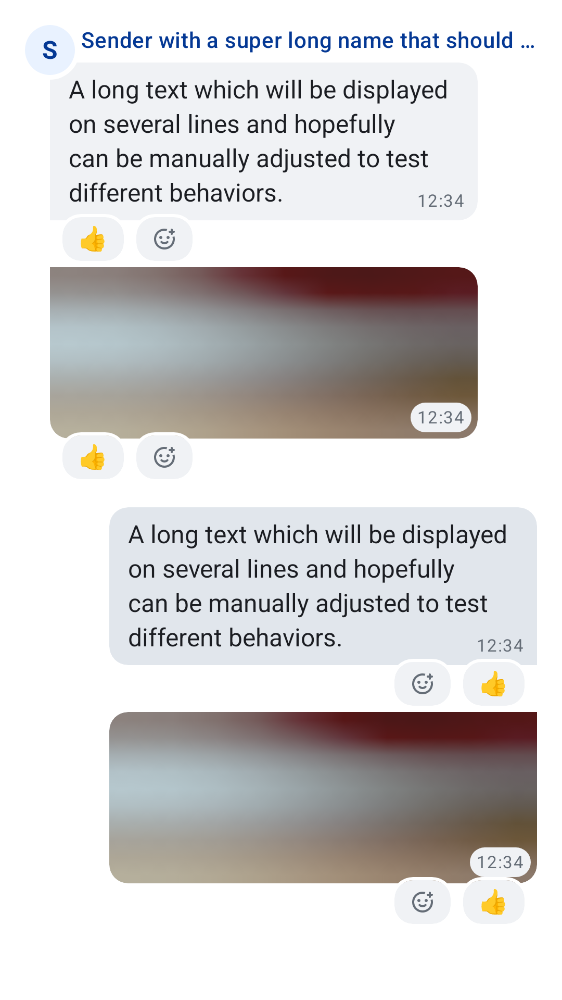 S
Sender with a super long name that should …
A long text which will be displayed
on several lines and hopefully
can be manually adjusted to test
different behaviors.
12:34
👍
12:34
👍
A long text which will be displayed
on several lines and hopefully
can be manually adjusted to test
different behaviors.
12:34
👍
12:34
👍